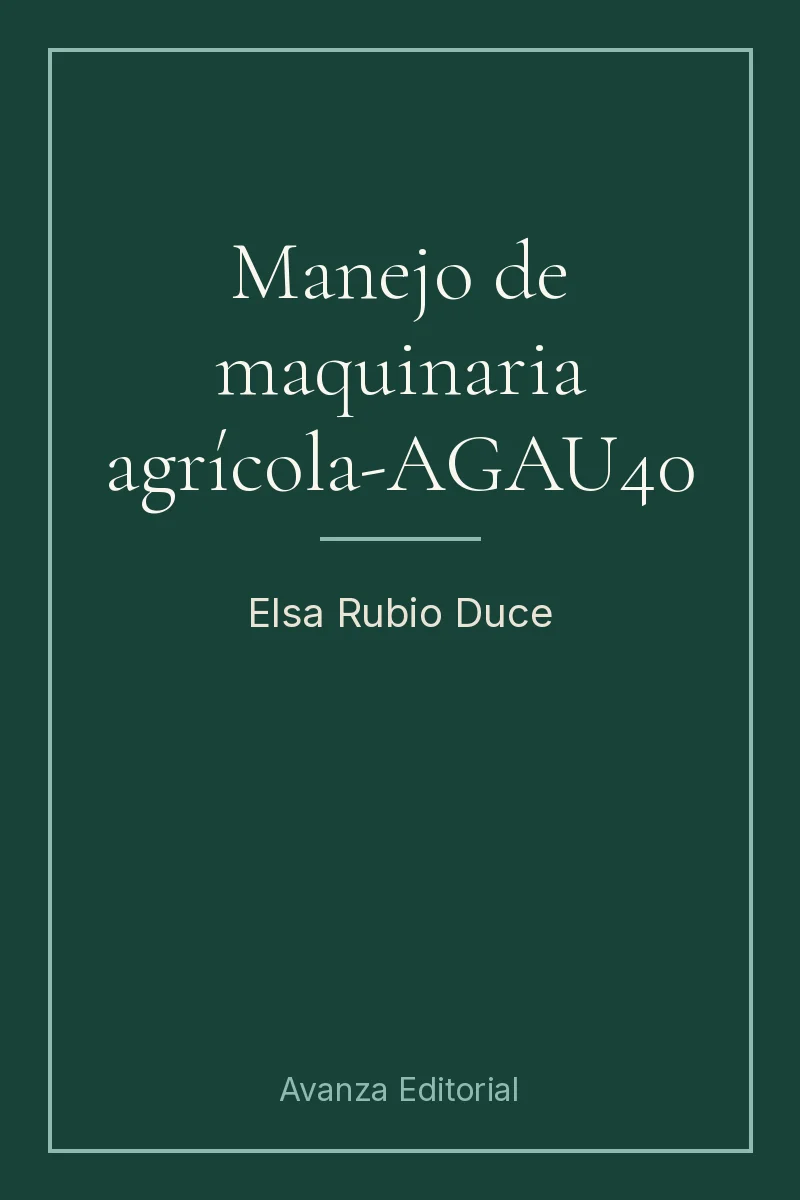 Manejo de
maquinaria
agrícola-AGAU40
Elsa Rubio Duce
Avanza Editorial